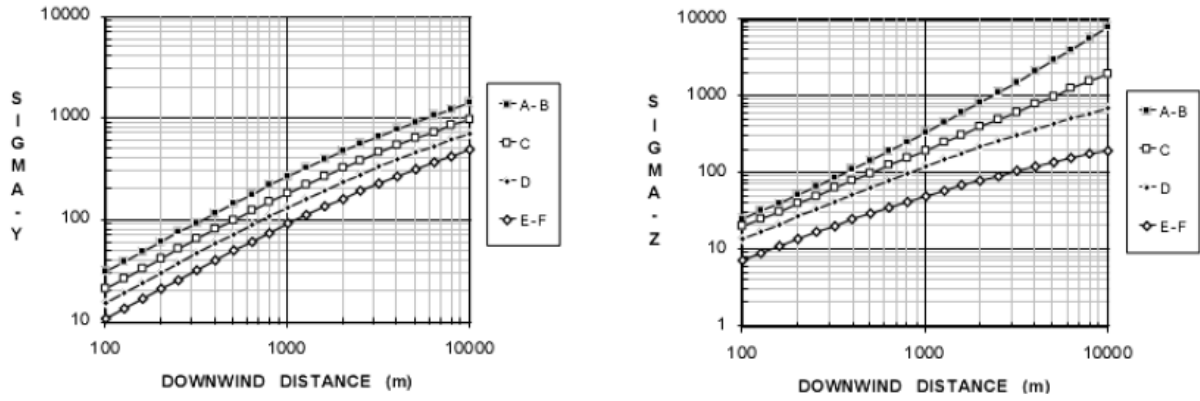 10000
1000
100
10
S
I
G
M
A
-
Y
100 1000 10000
DOWNWIND DISTANCE (m)
A-B
C
D
E-F
10000
1000
100
10
1
S
I
G
M
A
-
Z
100 1000 10000
DOWNWIND DISTANCE (m)
A-B
C
D
E-F